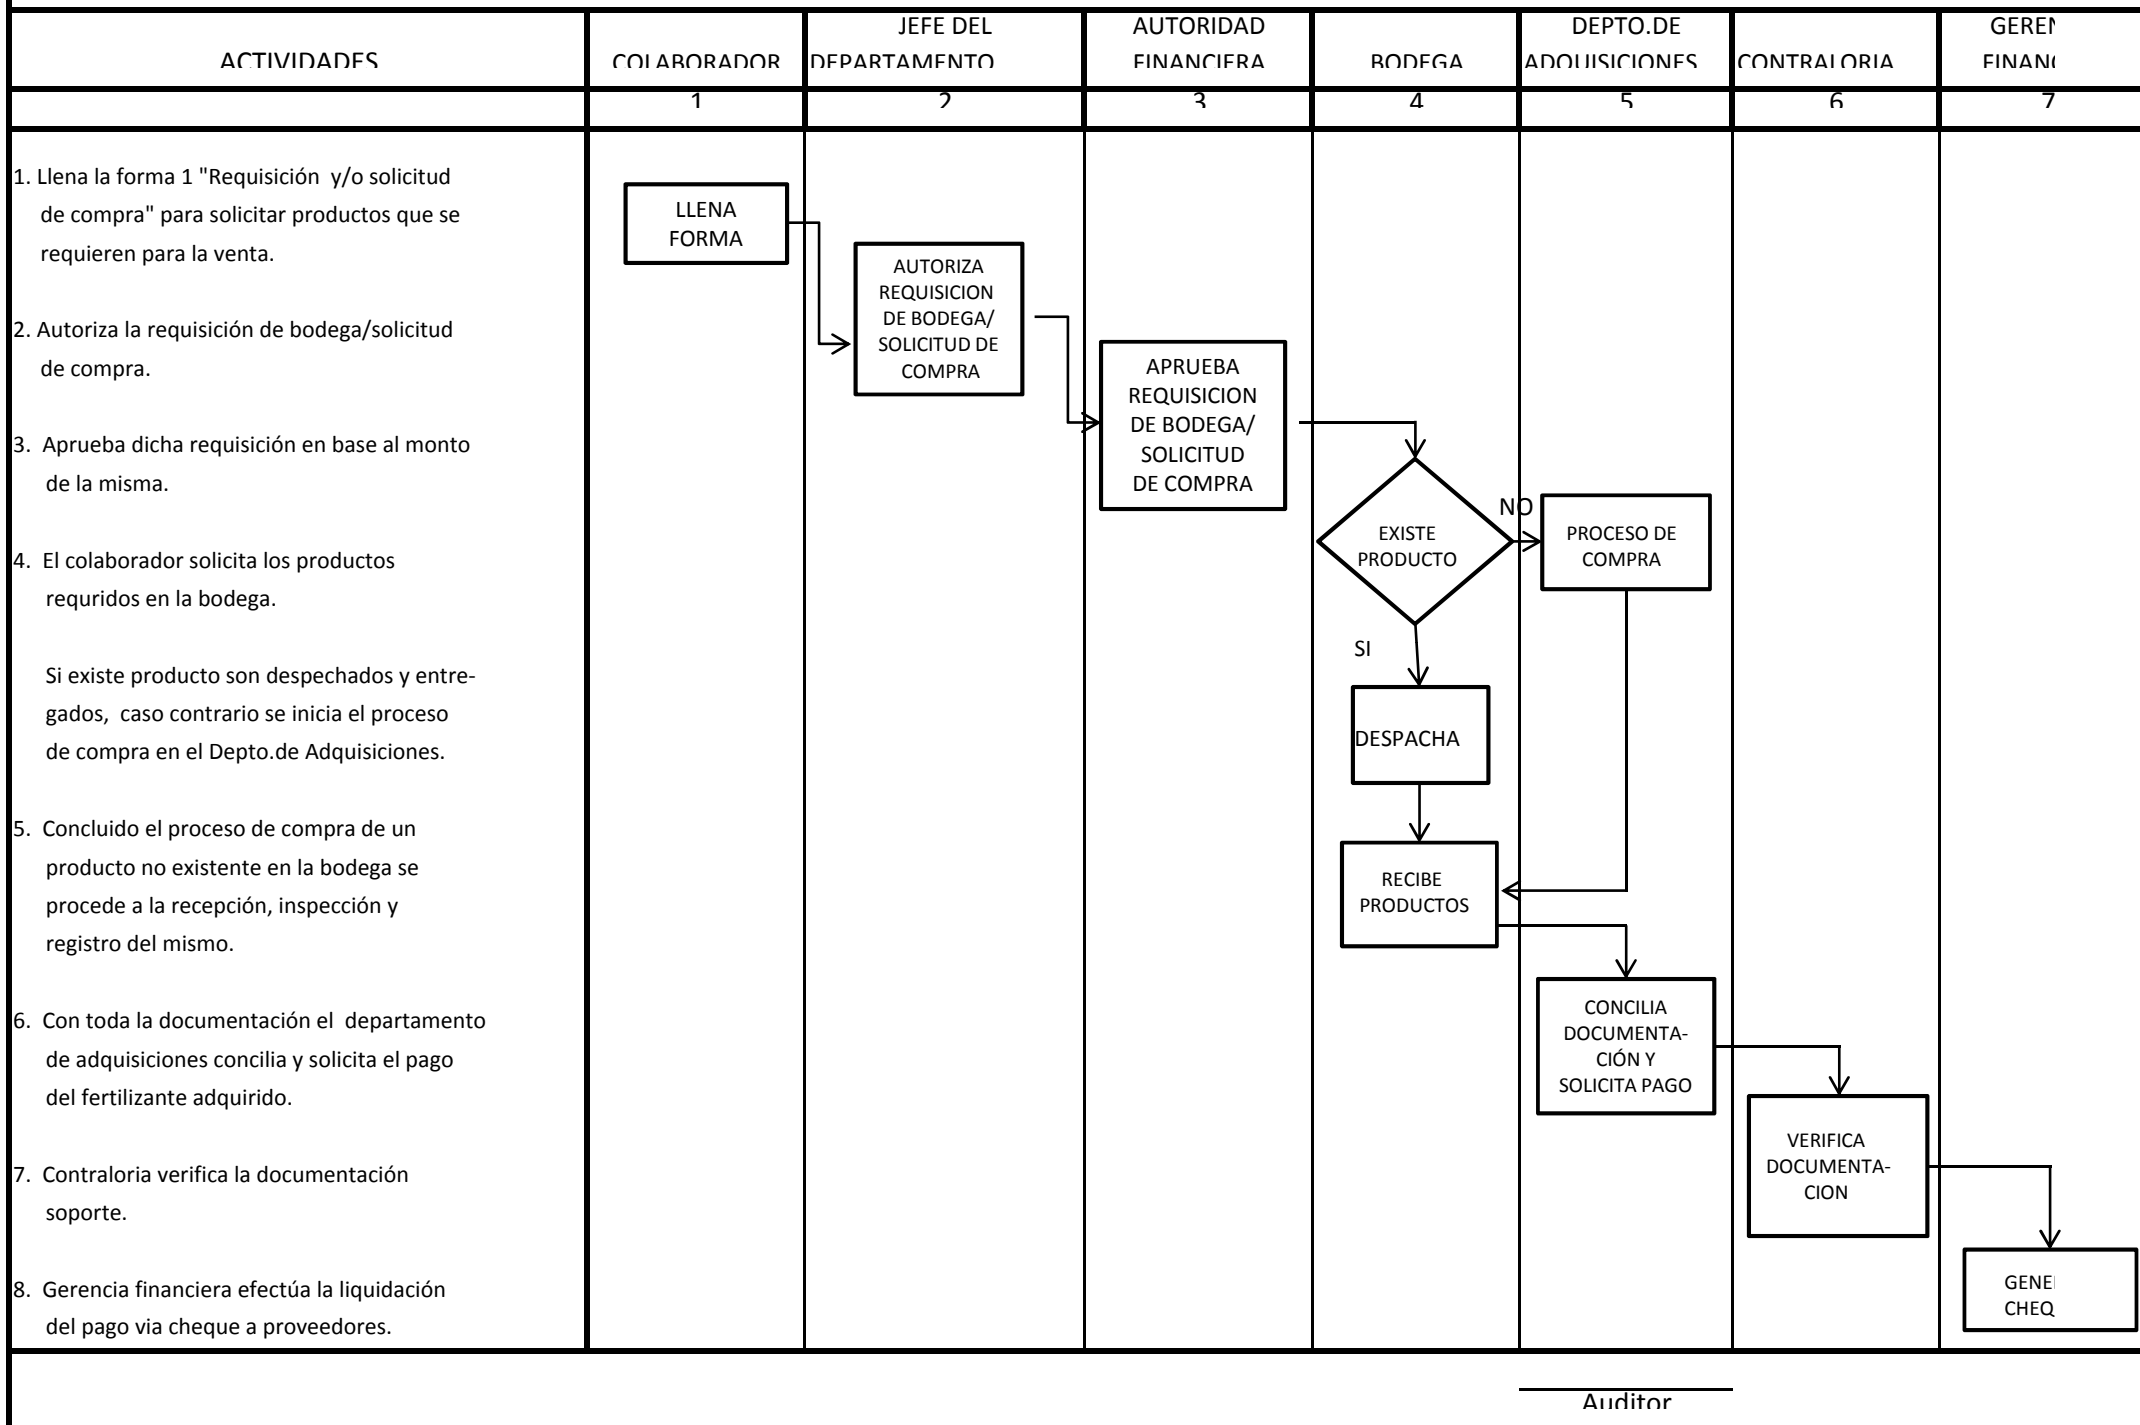 JEFE DEL
AUTORIDAD
DEPTO.DE
ACTIVIDADES
COLABORADOR
DEPARTAMENTO
FINANCIERA
BODEGA
ADQUISICIONES
CONTRALORIA
1
2
3
4
5
6
7
1. Llena la forma 1 "Requisición y/o solicitud
de compra" para solicitar productos que se
requieren para la venta.
2. Autoriza la requisición de bodega/solicitud
de compra.
3. Aprueba dicha requisición en base al monto
de la misma.
4. El colaborador solicita los productos
requridos en la bodega.
Si existe producto son despechados y entre-
gados, caso contrario se inicia el proceso
de compra en el Depto.de Adquisiciones.
5. Concluido el proceso de compra de un
producto no existente en la bodega se
procede a la recepción, inspección y
registro del mismo.
6. Con toda la documentación el departamento
de adquisiciones concilia y solicita el pago
del fertilizante adquirido.
7. Contraloria verifica la documentación
soporte.
8. Gerencia financiera efectúa la liquidación
del pago via cheque a proveedores.
LLENA
FORMA
AUTORIZA
REQUISICION
DE BODEGA/
SOLICITUD DE
COMPRA
APRUEBA
REQUISICION
DE BODEGA/
SOLICITUD
DE COMPRA
EXISTE
PRODUCTO
NO
PROCESO DE
COMPRA
SI
DESPACHA
RECIBE
PRODUCTOS
CONCILIA
DOCUMENTA-
CIÓN Y
SOLICITA PAGO
VERIFICA
DOCUMENTA-
CION
Auditor